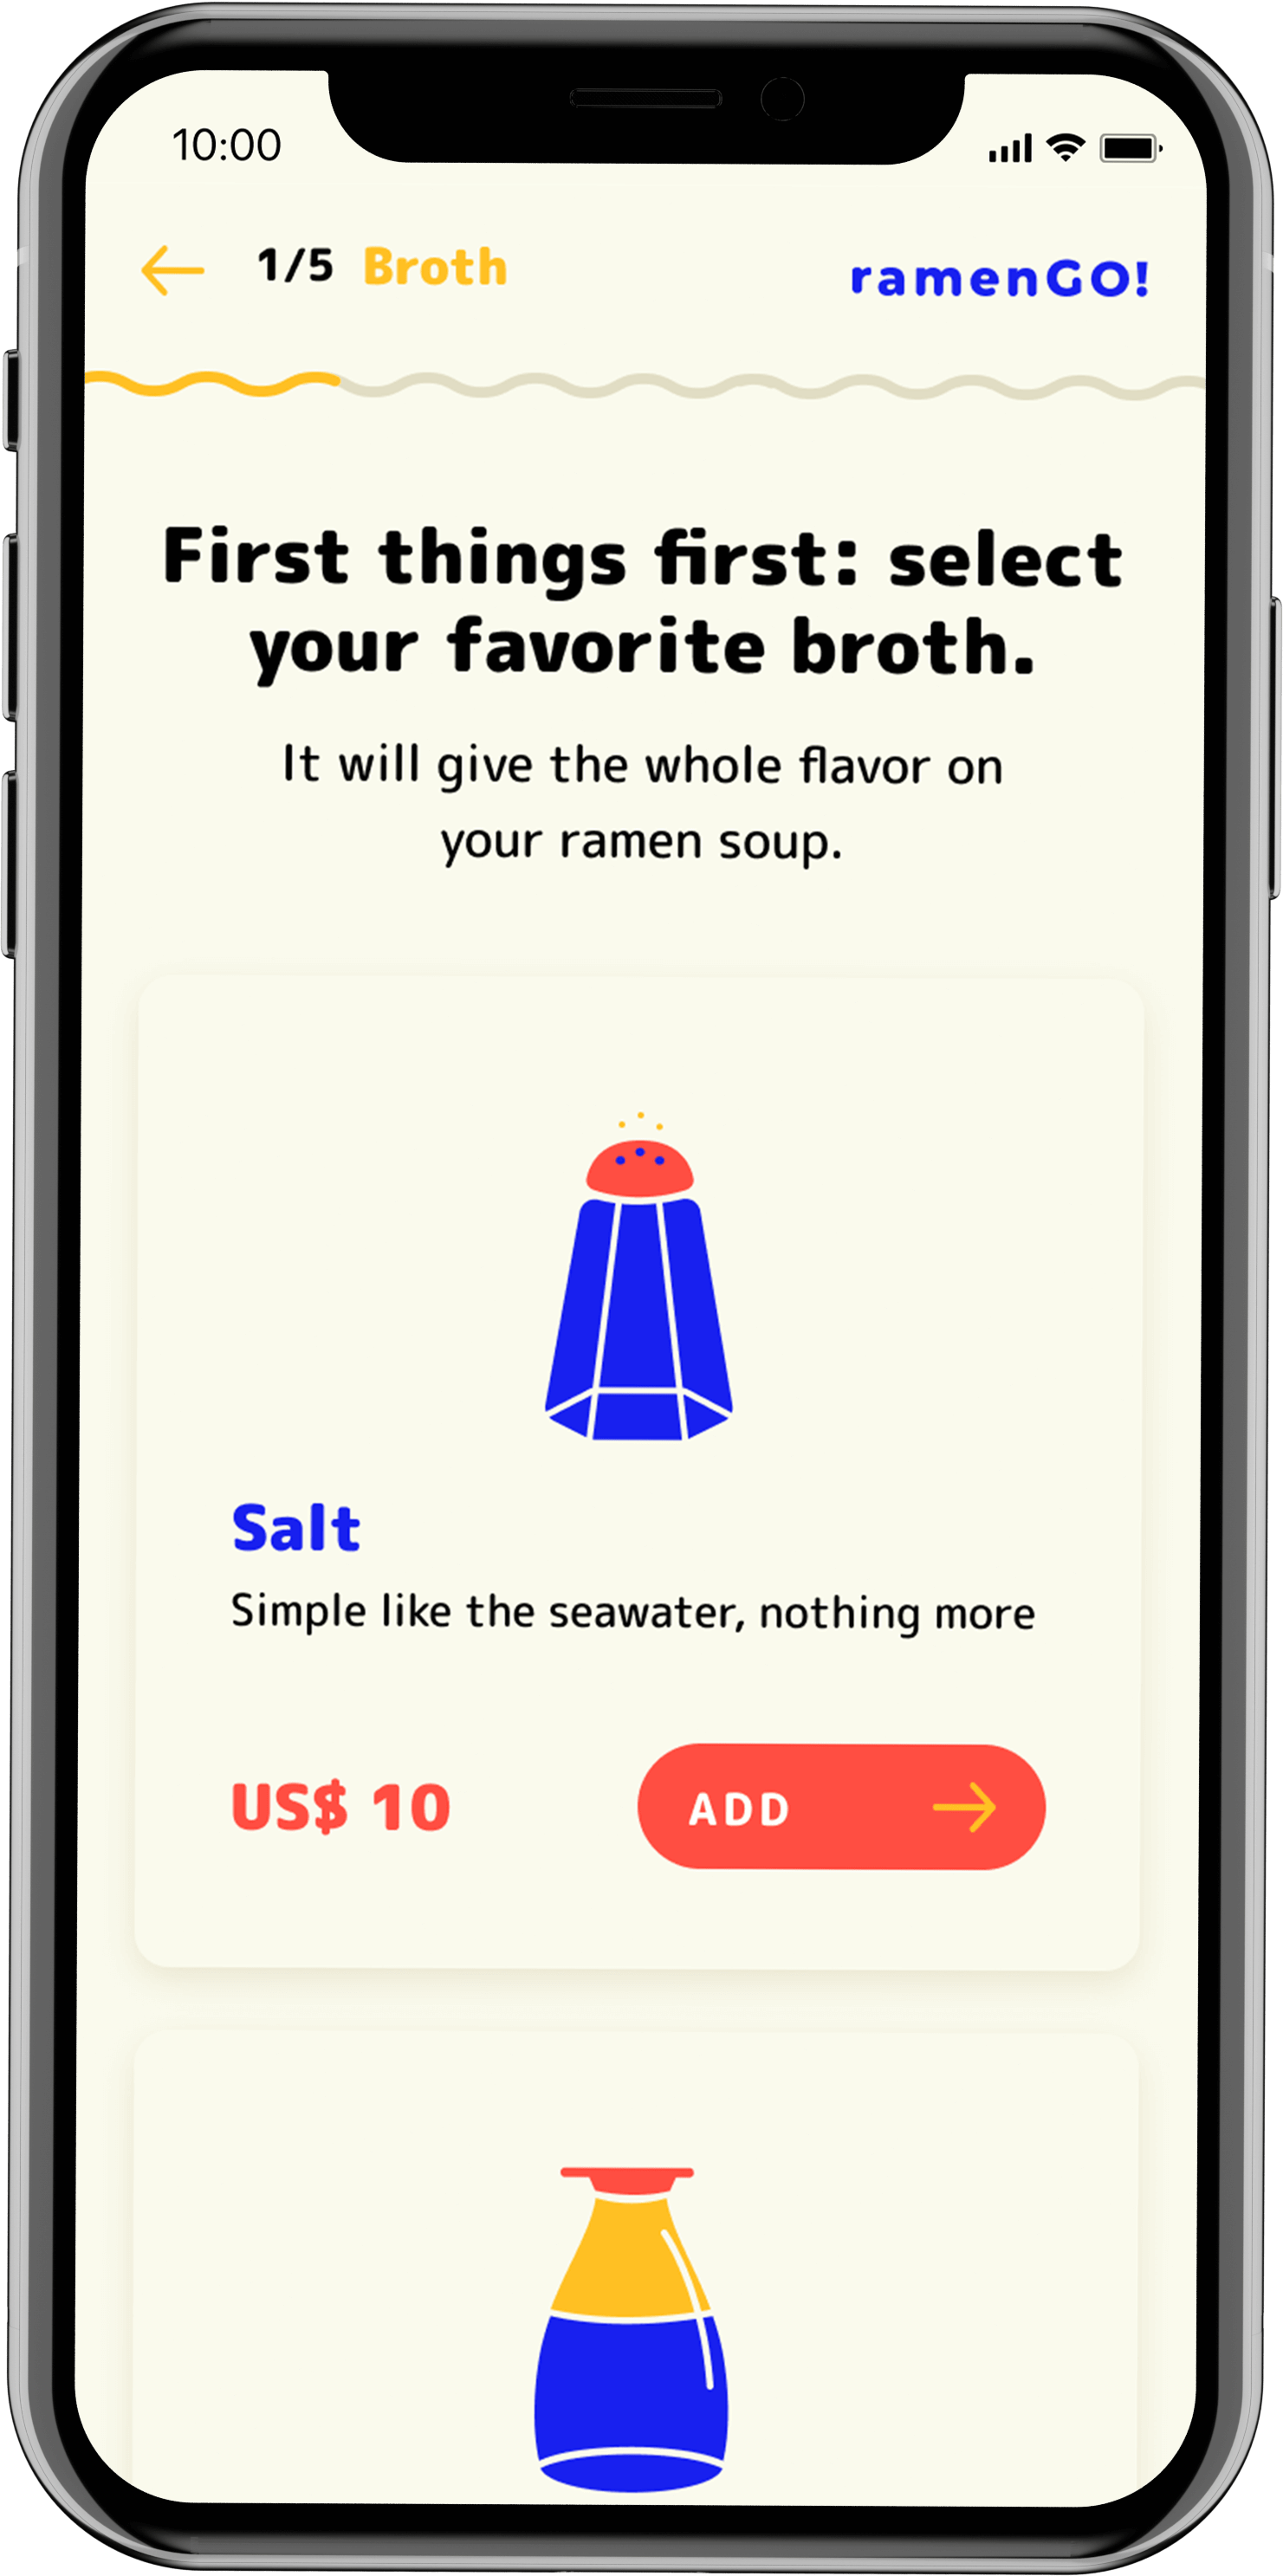 10:00
1/5 Broth
ramenGO!
First things first: select
your favorite broth.
It will give the whole flavor on
your ramen soup.
Salt
Simple like the seawater, nothing more
US$ 10
ADD